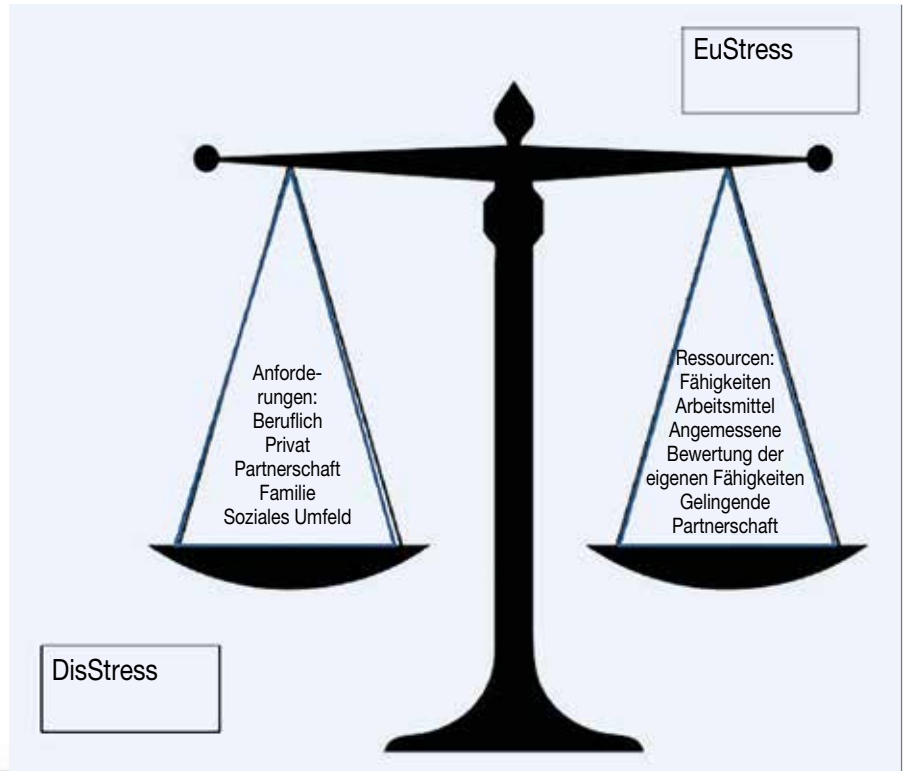 EuStress
Anforde-
rungen:
Beruflich
Privat
Partnerschaft
Familie
Soziales Umfeld
Ressourcen:
Fähigkeiten
Arbeitsmittel
Angemessene
Bewertung der
eigenen Fähigkeiten
Gelingende
Partnerschaft
DisStress